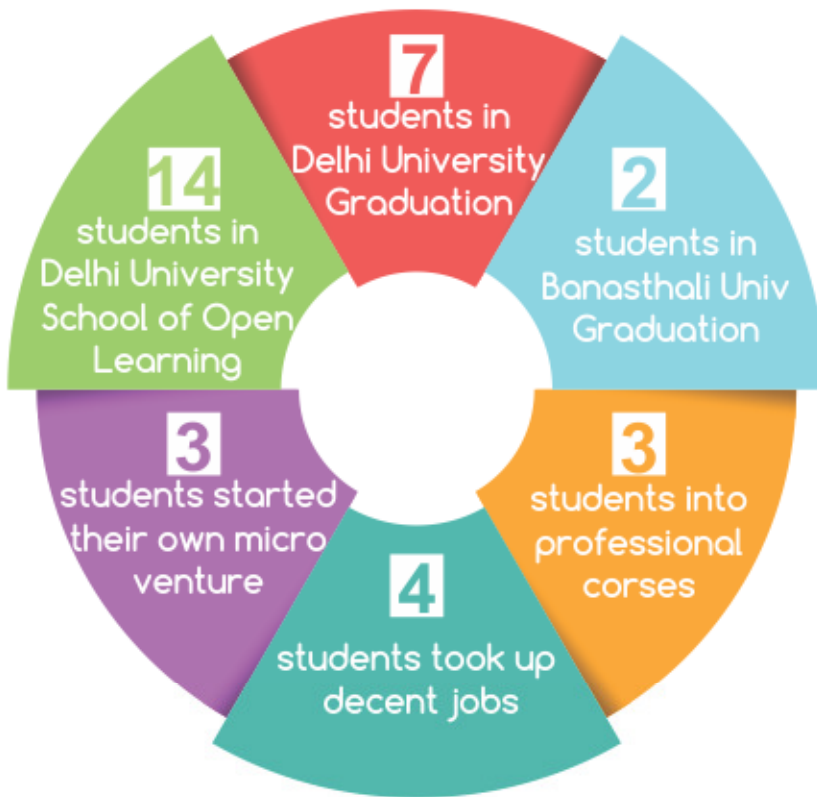 7
students in
Delhi University
Graduation
2
students in
Banasthali Univ
Graduation
3
students into
professional
corses
4
students took up
decent jobs
3
students started
their own micro
venture
14
students in
Delhi University
School of Open
Learning